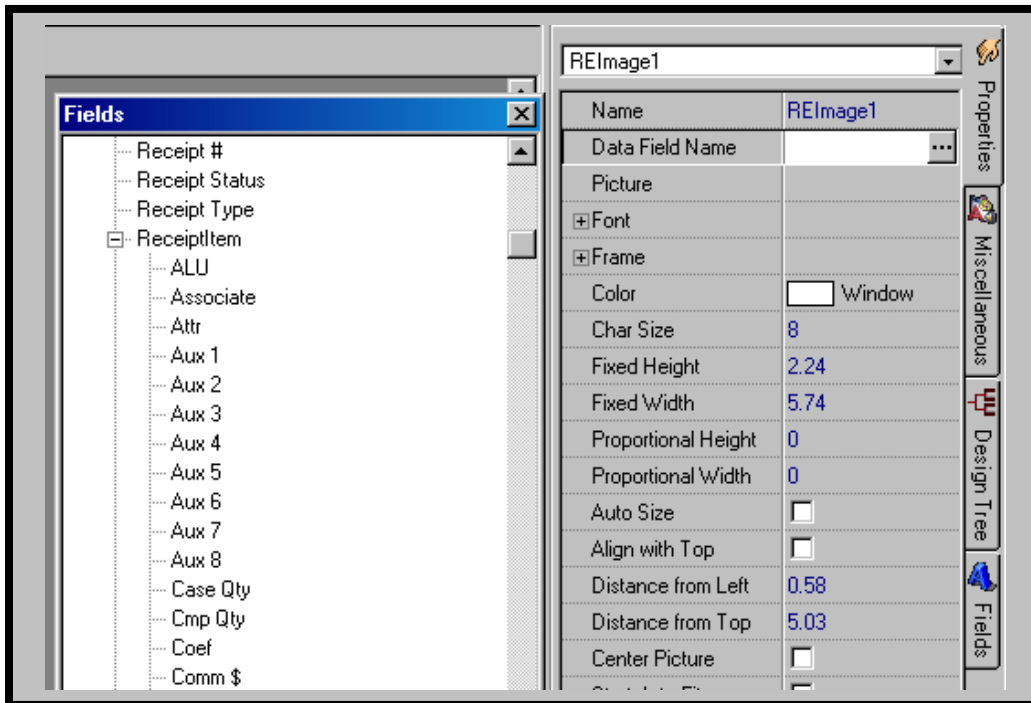 Fields
Receipt #
Receipt Status
Receipt Type
ReceiptItem
ALU
Associate
Attr
Aux 1
Aux 2
Aux 3
Aux 4
Aux 5
Aux 6
Aux 7
Aux 8
Case Qty
Cmp Qty
Coef
Comm $
REImage1
Name REImage1
Data Field Name ...
Picture
Font
Frame
Color Window
Char Size 8
Fixed Height 2.24
Fixed Width 5.74
Proportional Height 0
Proportional Width 0
Auto Size
Align with Top
Distance from Left 0.58
Distance from Top 5.03
Center Picture
Properties
Miscellaneous
Design Tree
Fields